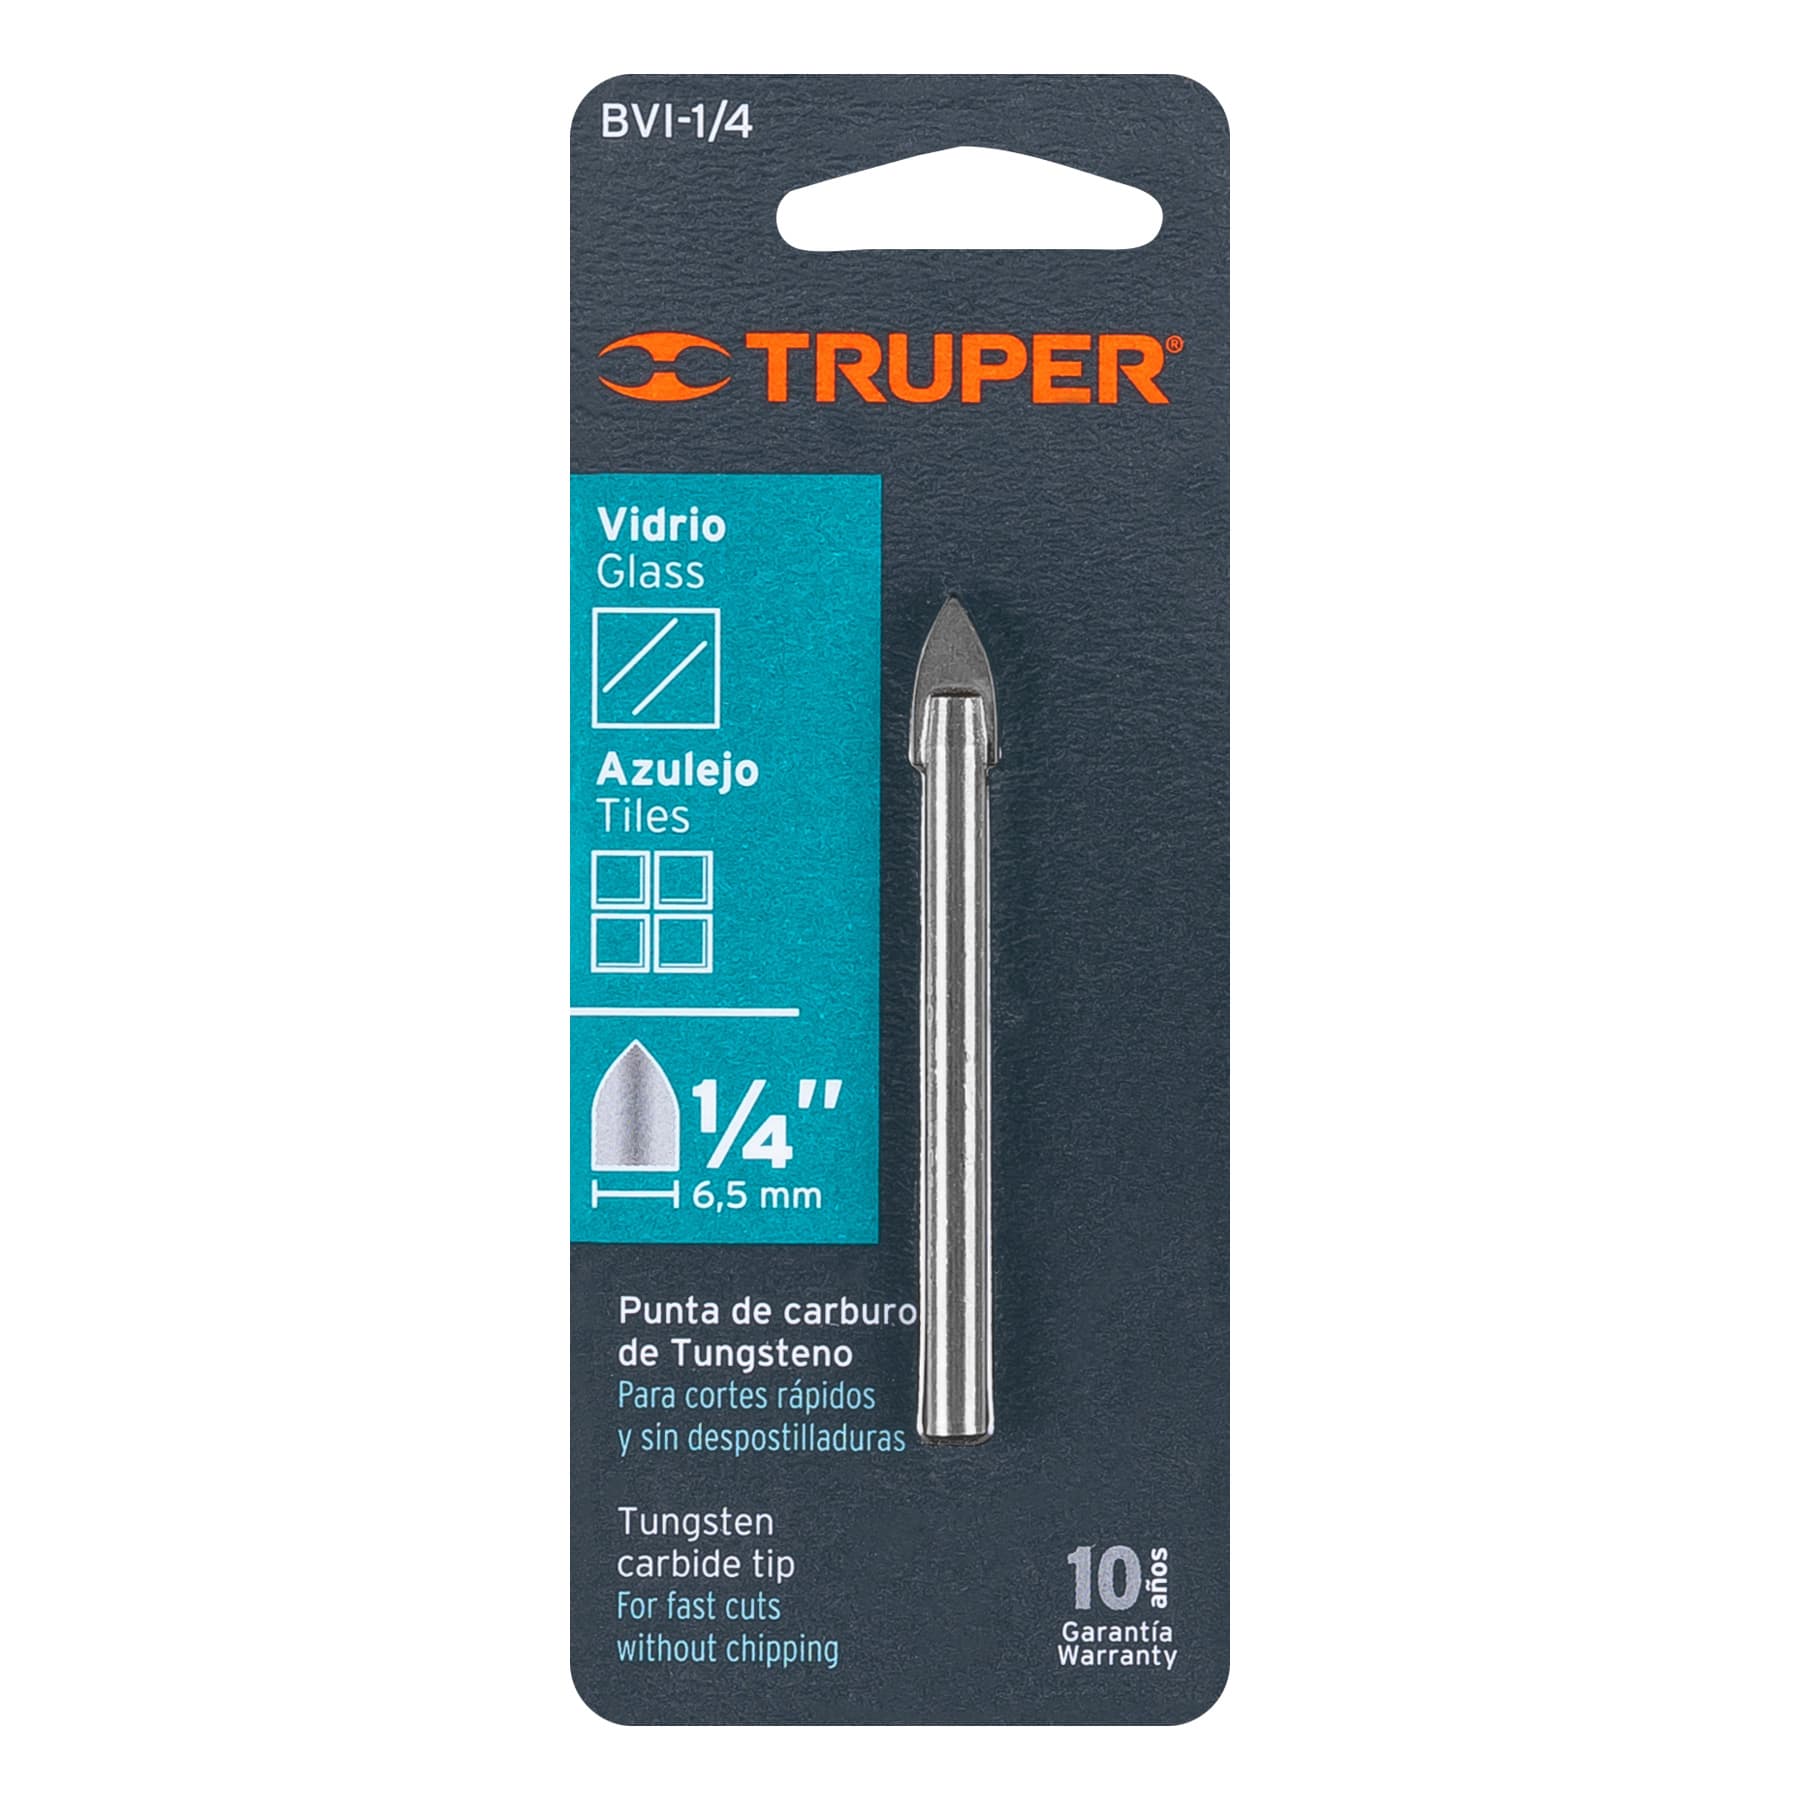 BVI-1/4
TRUPER®
Vidrio
Glass
Azulejo
Tiles
1/4"
6,5 mm
Punta de carburo
de Tungsteno
Para cortes rápidos
y sin despostilladuras
Tungsten
carbide tip
For fast cuts
without chipping
10 años
Garantía
Warranty